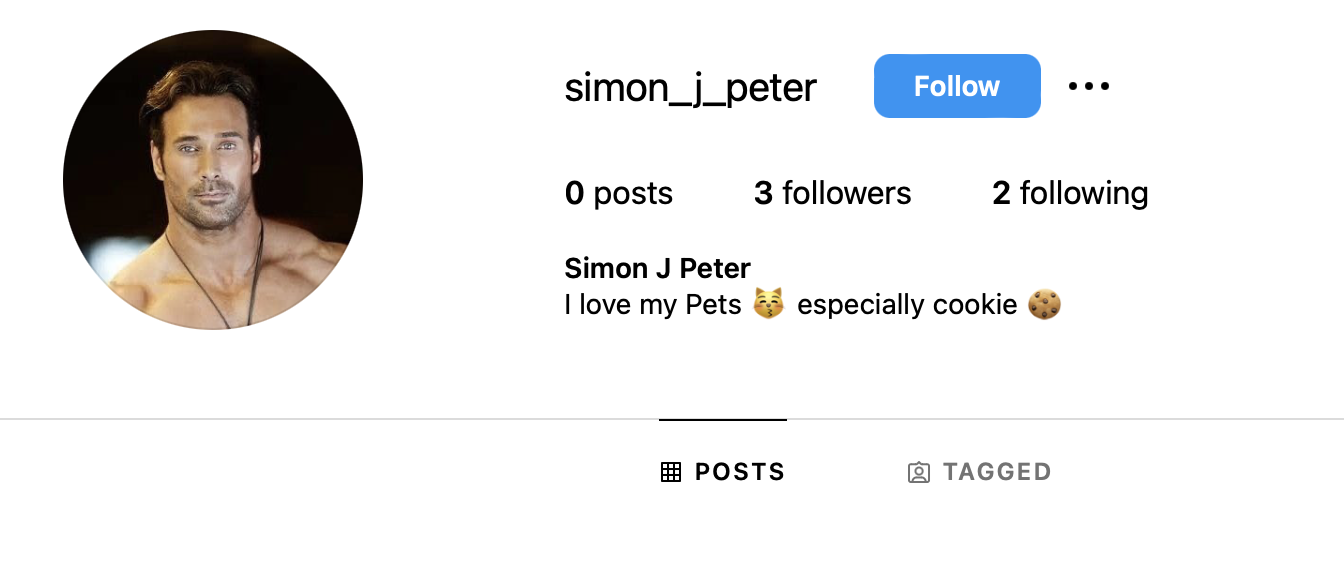 simon_j_peter Follow
0 posts 3 followers 2 following
Simon J Peter
I love my Pets 😽 especially cookie 🍪
POSTS TAGGED